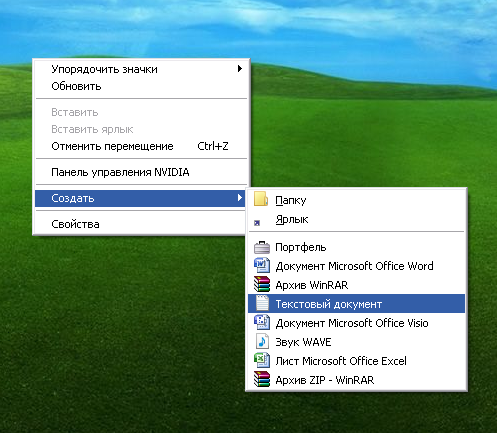 Упорядочить значки
Обновить
Вставить
Вставить ярлык
Отменить перемещение Ctrl+Z
Панель управления NVIDIA
Создать
Свойства
Папку
Ярлык
Портфель
Документ Microsoft Office Word
Архив WinRAR
Текстовый документ
Документ Microsoft Office Visio
Звук WAVE
Лист Microsoft Office Excel
Архив ZIP - WinRAR